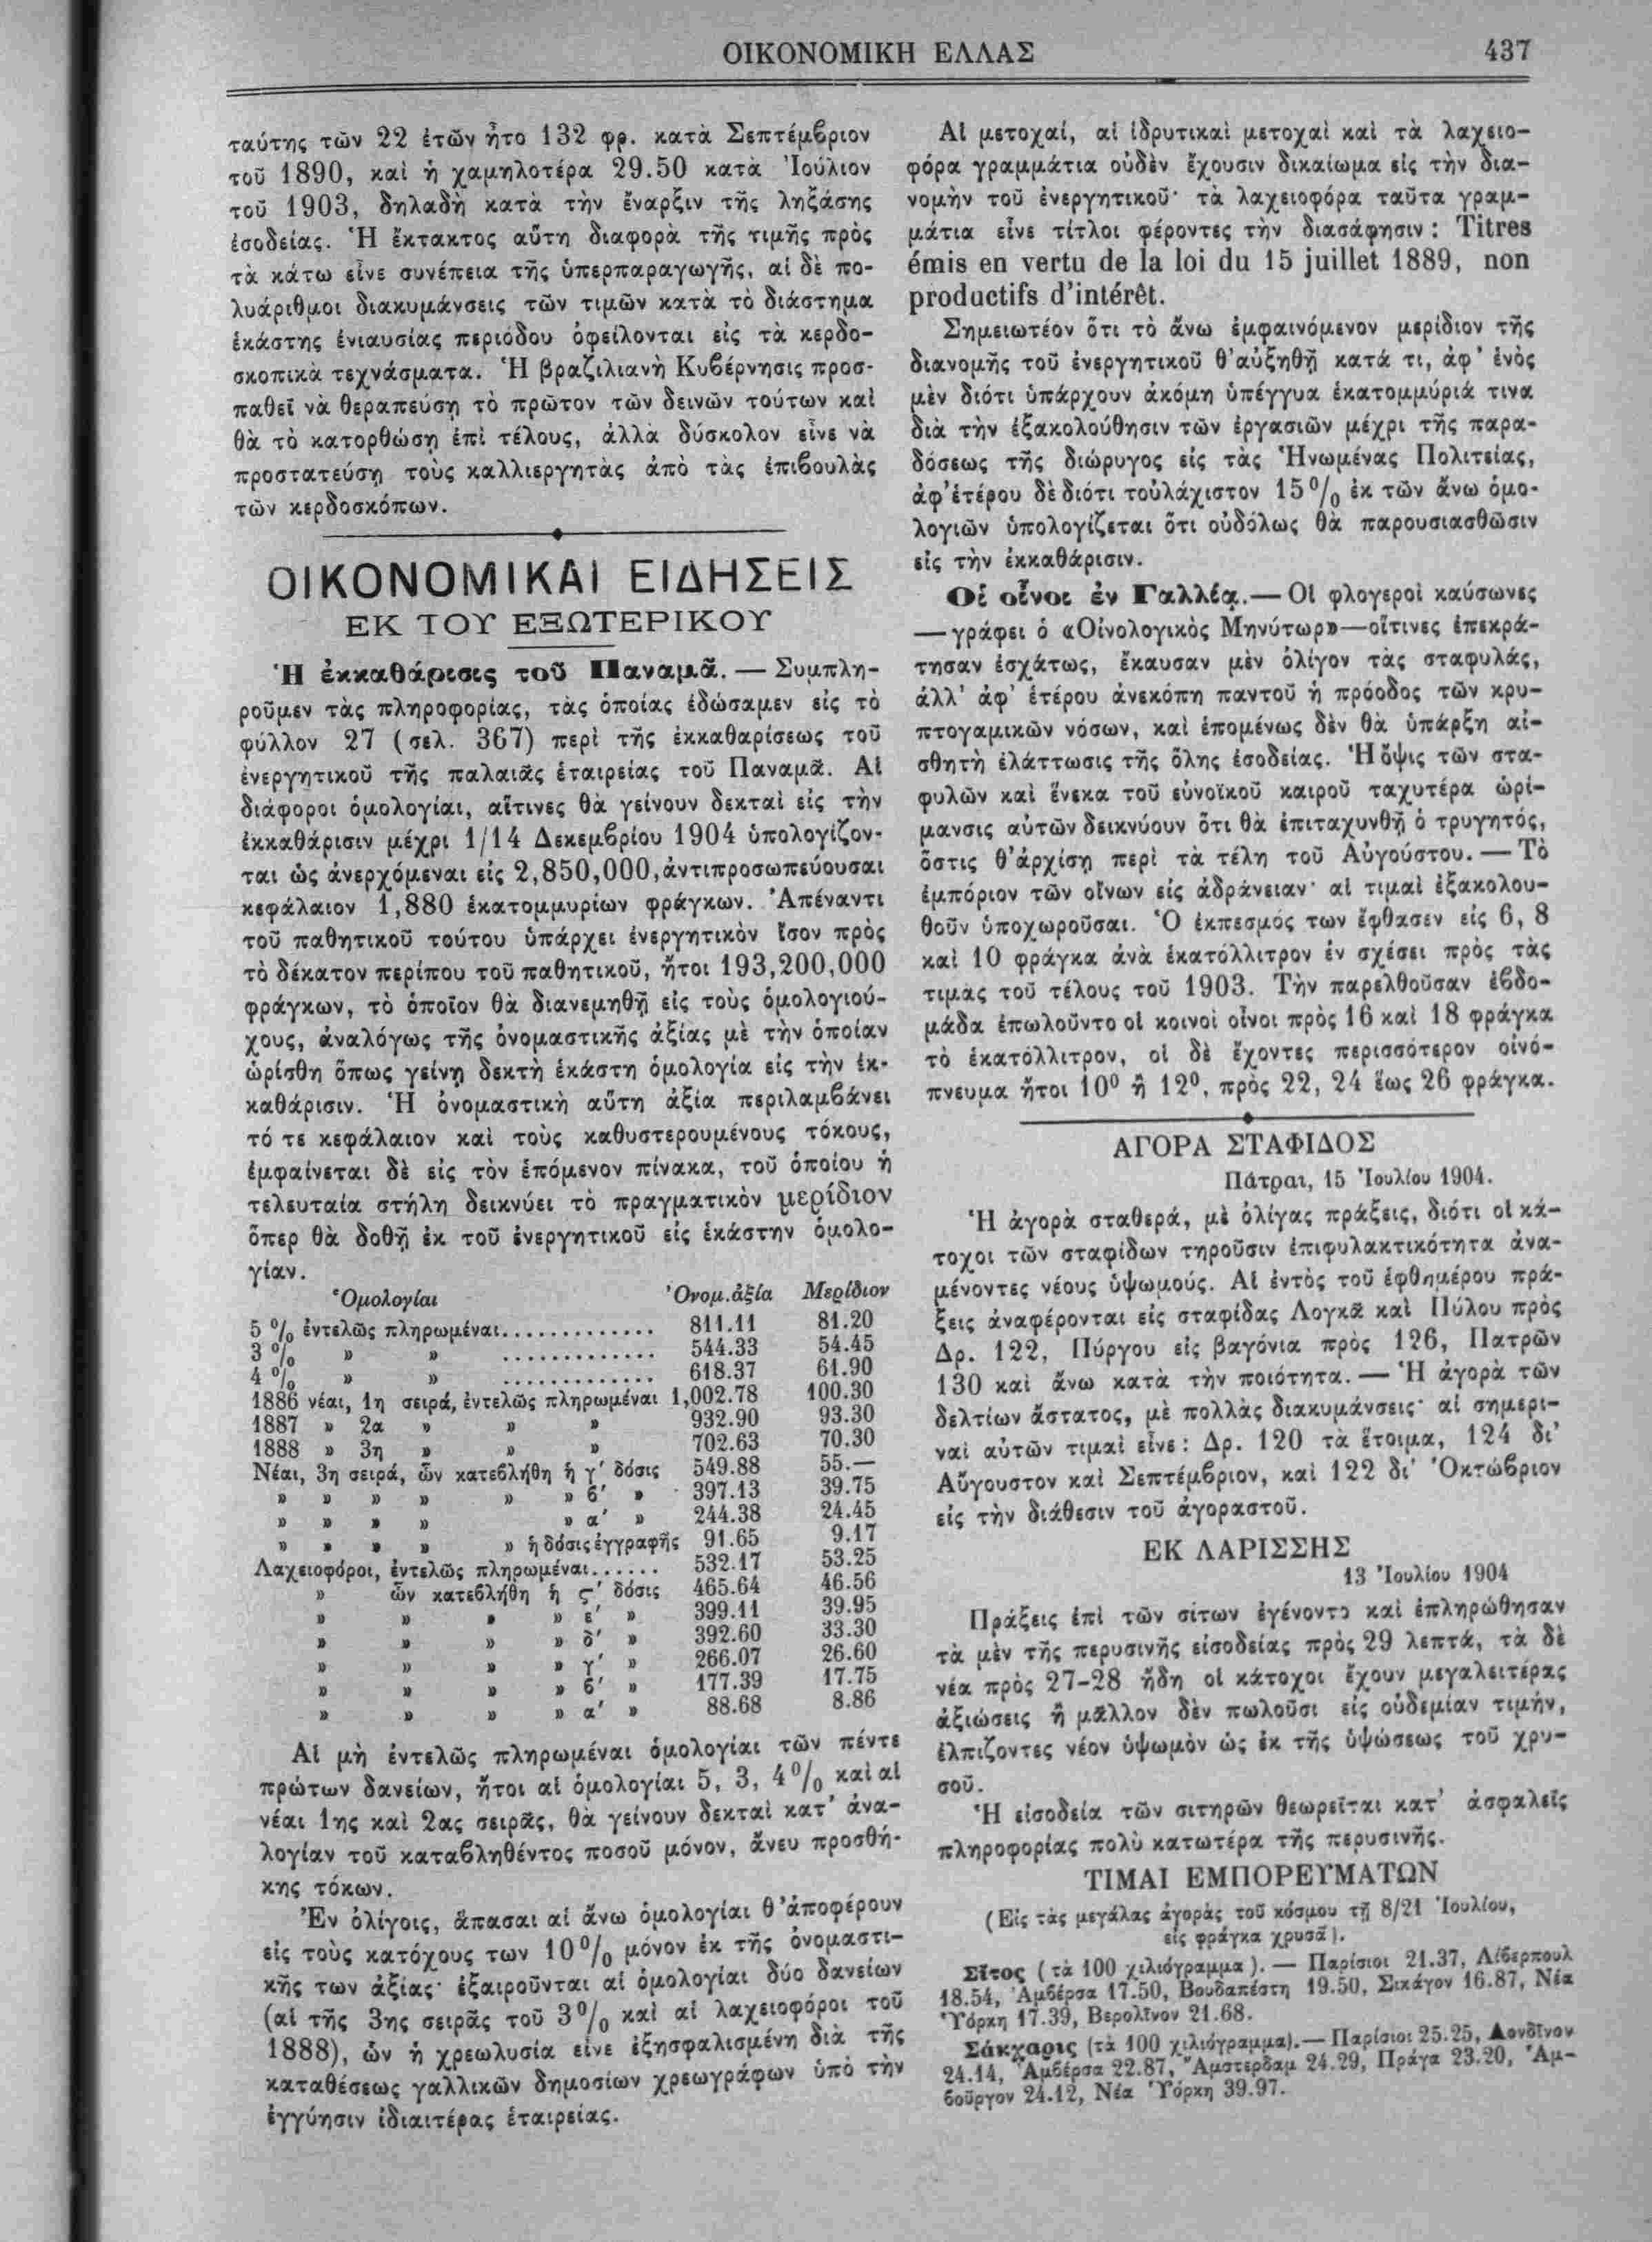 ΟΙΚΟΝΟΜΙΚΗ ΕΛΛΑΣ 437
ταύτης τῶν 22 ἐτῶν ἦτο 132 φρ. κατὰ Σεπτέμβριον
τοῦ 1890, καὶ ἡ χαμηλοτέρα 29.50 κατὰ Ἰούλιον
τοῦ 1903, δηλαδὴ κατὰ τὴν ἔναρξιν τῆς ληξάσης
ἐσοδείας. Ἡ ἔκτακτος αὕτη διαφορὰ τῆς τιμῆς πρὸς
τὰ κάτω εἶνε συνέπεια τῆς ὑπερπαραγωγῆς, αἱ δὲ πο-
λυάριθμοι διακυμάνσεις τῶν τιμῶν κατὰ τὸ διάστημα
ἑκάστης ἐνιαυσίας περιόδου ὀφείλονται εἰς τὰ κερδο-
σκοπικὰ τεχνάσματα. Ἡ βραζιλιανὴ Κυβέρνησις προσ-
παθεῖ νὰ θεραπεύσῃ τὸ πρῶτον τῶν δεινῶν τούτων καὶ
θὰ τὸ κατορθώσῃ ἐπὶ τέλους, ἀλλὰ δύσκολον εἶνε νὰ
προστατεύσῃ τοὺς καλλιεργητὰς ἀπὸ τὰς ἐπιβουλὰς
τῶν κερδοσκόπων.
ΟΙΚΟΝΟΜΙΚΑΙ ΕΙΔΗΣΕΙΣ
ΕΚ ΤΟΥ ΕΞΩΤΕΡΙΚΟΥ
Ἡ ἐκκαθάρισις τοῦ Παναμᾶ. — Συμπλη-
ροῦμεν τὰς πληροφορίας, τὰς ὁποίας ἐδώσαμεν εἰς τὸ
φύλλον 27 (σελ. 367) περὶ τῆς ἐκκαθαρίσεως τοῦ
ἐνεργητικοῦ τῆς παλαιᾶς ἑταιρείας τοῦ Παναμᾶ. Αἱ
διάφοροι ὁμολογίαι, αἵτινες θὰ γείνουν δεκταὶ εἰς τὴν
ἐκκαθάρισιν μέχρι 1/14 Δεκεμβρίου 1904 ὑπολογίζον-
ται ὡς ἀνερχόμεναι εἰς 2,850,000, ἀντιπροσωπεύουσαι
κεφάλαιον 1,880 ἑκατομμυρίων φράγκων. Ἀπέναντι
τοῦ παθητικοῦ τούτου ὑπάρχει ἐνεργητικὸν ἴσον πρὸς
τὸ δέκατον περίπου τοῦ παθητικοῦ, ἤτοι 193,200,000
φράγκων, τὸ ὁποῖον θὰ διανεμηθῇ εἰς τοὺς ὁμολογιού-
χους, ἀναλόγως τῆς ὀνομαστικῆς ἀξίας μὲ τὴν ὁποίαν
ὡρίσθη ὅπως γείνῃ δεκτὴ ἑκάστη ὁμολογία εἰς τὴν ἐκ-
καθάρισιν. Ἡ ὀνομαστικὴ αὕτη ἀξία περιλαμβάνει
τό τε κεφάλαιον καὶ τοὺς καθυστερουμένους τόκους,
ἐμφαίνεται δὲ εἰς τὸν ἑπόμενον πίνακα, τοῦ ὁποίου ἡ
τελευταία στήλη δεικνύει τὸ πραγματικὸν μερίδιον
ὅπερ θὰ δοθῇ ἐκ τοῦ ἐνεργητικοῦ εἰς ἑκάστην ὁμολο-
γίαν.
Ὁμολογίαι Ὀνομ. ἀξία Μερίδιον
5 % ἐντελῶς πληρωμέναι............. 811.11 81.20
3 % » » ............. 544.33 54.45
4 % » » ............. 618.37 61.90
1886 νέαι, 1η σειρά, ἐντελῶς πληρωμέναι 1,002.78 100.30
1887 » 2α » » » 932.90 93.30
1888 » 3η » » » 702.63 70.30
Νέαι, 3η σειρά, ὧν κατεβλήθη ἡ γ' δόσις 549.88 55.—
» » » » » » β' » 397.13 39.75
» » » » » α' » 244.38 24.45
» » » » » ἡ δόσις ἐγγραφῆς 91.65 9.17
Λαχειοφόροι, ἐντελῶς πληρωμέναι...... 532.17 53.25
» ὧν κατεβλήθη ἡ ϛ' δόσις 465.64 46.56
» » » » ε' » 399.11 39.95
» » » » δ' » 392.60 33.30
» » » » γ' » 266.07 26.60
» » » » β' » 177.39 17.75
» » » » α' » 88.68 8.86
Αἱ μὴ ἐντελῶς πληρωμέναι ὁμολογίαι τῶν πέντε
πρώτων δανείων, ἤτοι αἱ ὁμολογίαι 5, 3, 4% καὶ αἱ
νέαι 1ης καὶ 2ας σειρᾶς, θὰ γείνουν δεκταὶ κατ' ἀνα-
λογίαν τοῦ καταβληθέντος ποσοῦ μόνον, ἄνευ προσθή-
κης τόκων.
Ἐν ὀλίγοις, ἅπασαι αἱ ἄνω ὁμολογίαι θ'ἀποφέρουν
εἰς τοὺς κατόχους των 10% μόνον ἐκ τῆς ὀνομαστι-
κῆς των ἀξίας· ἐξαιροῦνται αἱ ὁμολογίαι δύο δανείων
(αἱ τῆς 3ης σειρᾶς τοῦ 3% καὶ αἱ λαχειοφόροι τοῦ
1888), ὧν ἡ χρεωλυσία εἶνε ἐξησφαλισμένη διὰ τῆς
καταθέσεως γαλλικῶν δημοσίων χρεωγράφων ὑπὸ τὴν
ἐγγύησιν ἰδιαιτέρας ἑταιρείας.
Αἱ μετοχαί, αἱ ἱδρυτικαὶ μετοχαὶ καὶ τὰ λαχειο-
φόρα γραμμάτια οὐδὲν ἔχουσιν δικαίωμα εἰς τὴν δια-
νομὴν τοῦ ἐνεργητικοῦ· τὰ λαχειοφόρα ταῦτα γραμ-
μάτια εἶνε τίτλοι φέροντες τὴν διασάφησιν : Titres
émis en vertu de la loi du 15 juillet 1889, non
productifs d'intérêt.
Σημειωτέον ὅτι τὸ ἄνω ἐμφαινόμενον μερίδιον τῆς
διανομῆς τοῦ ἐνεργητικοῦ θ'αὐξηθῇ κατά τι, ἀφ' ἑνὸς
μὲν διότι ὑπάρχουν ἀκόμη ὑπέγγυα ἑκατομμύριά τινα
διὰ τὴν ἐξακολούθησιν τῶν ἐργασιῶν μέχρι τῆς παρα-
δόσεως τῆς διώρυγος εἰς τὰς Ἡνωμένας Πολιτείας,
ἀφ'ἑτέρου δὲ διότι τοὐλάχιστον 15% ἐκ τῶν ἄνω ὁμο-
λογιῶν ὑπολογίζεται ὅτι οὐδόλως θὰ παρουσιασθῶσιν
εἰς τὴν ἐκκαθάρισιν.
Οἱ οἶνοι ἐν Γαλλίᾳ.— Οἱ φλογεροὶ καύσωνες
— γράφει ὁ «Οἰνολογικὸς Μηνύτωρ»—οἵτινες ἐπεκρά-
τησαν ἐσχάτως, ἔκαυσαν μὲν ὀλίγον τὰς σταφυλάς,
ἀλλ' ἀφ' ἑτέρου ἀνεκόπη παντοῦ ἡ πρόοδος τῶν κρυ-
πτογαμικῶν νόσων, καὶ ἑπομένως δὲν θὰ ὑπάρξῃ αἰ-
σθητὴ ἐλάττωσις τῆς ὅλης ἐσοδείας. Ἡ ὄψις τῶν στα-
φυλῶν καὶ ἕνεκα τοῦ εὐνοϊκοῦ καιροῦ ταχυτέρα ὡρί-
μανσις αὐτῶν δεικνύουν ὅτι θὰ ἐπιταχυνθῇ ὁ τρυγητός,
ὅστις θ'ἀρχίσῃ περὶ τὰ τέλη τοῦ Αὐγούστου. — Τὸ
ἐμπόριον τῶν οἴνων εἰς ἀδράνειαν· αἱ τιμαὶ ἐξακολου-
θοῦν ὑποχωροῦσαι. Ὁ ἐκπεσμός των ἔφθασεν εἰς 6, 8
καὶ 10 φράγκα ἀνὰ ἑκατόλλιτρον ἐν σχέσει πρὸς τὰς
τιμὰς τοῦ τέλους τοῦ 1903. Τὴν παρελθοῦσαν ἑβδο-
μάδα ἐπωλοῦντο οἱ κοινοὶ οἶνοι πρὸς 16 καὶ 18 φράγκα
τὸ ἑκατόλλιτρον, οἱ δὲ ἔχοντες περισσότερον οἰνό-
πνευμα ἤτοι 10⁰ ἢ 12⁰, πρὸς 22, 24 ἕως 26 φράγκα.
ΑΓΟΡΑ ΣΤΑΦΙΔΟΣ
Πάτραι, 15 Ἰουλίου 1904.
Ἡ ἀγορὰ σταθερά, μὲ ὀλίγας πράξεις, διότι οἱ κά-
τοχοι τῶν σταφίδων τηροῦσιν ἐπιφυλακτικότητα ἀνα-
μένοντες νέους ὑψωμούς. Αἱ ἐντὸς τοῦ ἑφθημέρου πρά-
ξεις ἀναφέρονται εἰς σταφίδας Λογκᾶ καὶ Πύλου πρὸς
Δρ. 122, Πύργου εἰς βαγόνια πρὸς 126, Πατρῶν
130 καὶ ἄνω κατὰ τὴν ποιότητα. — Ἡ ἀγορὰ τῶν
δελτίων ἄστατος, μὲ πολλὰς διακυμάνσεις· αἱ σημερι-
ναὶ αὐτῶν τιμαὶ εἶνε : Δρ. 120 τὰ ἕτοιμα, 124 δι'
Αὔγουστον καὶ Σεπτέμβριον, καὶ 122 δι' Ὀκτώβριον
εἰς τὴν διάθεσιν τοῦ ἀγοραστοῦ.
ΕΚ ΛΑΡΙΣΣΗΣ
13 Ἰουλίου 1904
Πράξεις ἐπὶ τῶν σίτων ἐγένοντο καὶ ἐπληρώθησαν
τὰ μὲν τῆς περυσινῆς εἰσοδείας πρὸς 29 λεπτά, τὰ δὲ
νέα πρὸς 27-28 ἤδη οἱ κάτοχοι ἔχουν μεγαλειτέρας
ἀξιώσεις ἢ μᾶλλον δὲν πωλοῦσι εἰς οὐδεμίαν τιμήν,
ἐλπίζοντες νέον ὑψωμὸν ὡς ἐκ τῆς ὑψώσεως τοῦ χρυ-
σοῦ.
Ἡ εἰσοδεία τῶν σιτηρῶν θεωρεῖται κατ' ἀσφαλεῖς
πληροφορίας πολὺ κατωτέρα τῆς περυσινῆς.
ΤΙΜΑΙ ΕΜΠΟΡΕΥΜΑΤΩΝ
(Εἰς τὰς μεγάλας ἀγορὰς τοῦ κόσμου τῇ 8/21 Ἰουλίου,
εἰς φράγκα χρυσᾶ).
Σῖτος (τὰ 100 χιλιόγραμμα). — Παρίσιοι 21.37, Λίβερπουλ
18.54, Ἀμβέρσα 17.50, Βουδαπέστη 19.50, Σικάγον 16.87, Νέα
Ὑόρκη 17.39, Βερολῖνον 21.68.
Σάκχαρις (τὰ 100 χιλιόγραμμα).— Παρίσιοι 25.25, Λονδῖνον
24.14, Ἀμβέρσα 22.87, Ἀμστερδαμ 24.29, Πράγα 23.20, Ἀμ-
βοῦργον 24.12, Νέα Ὑόρκη 39.97.